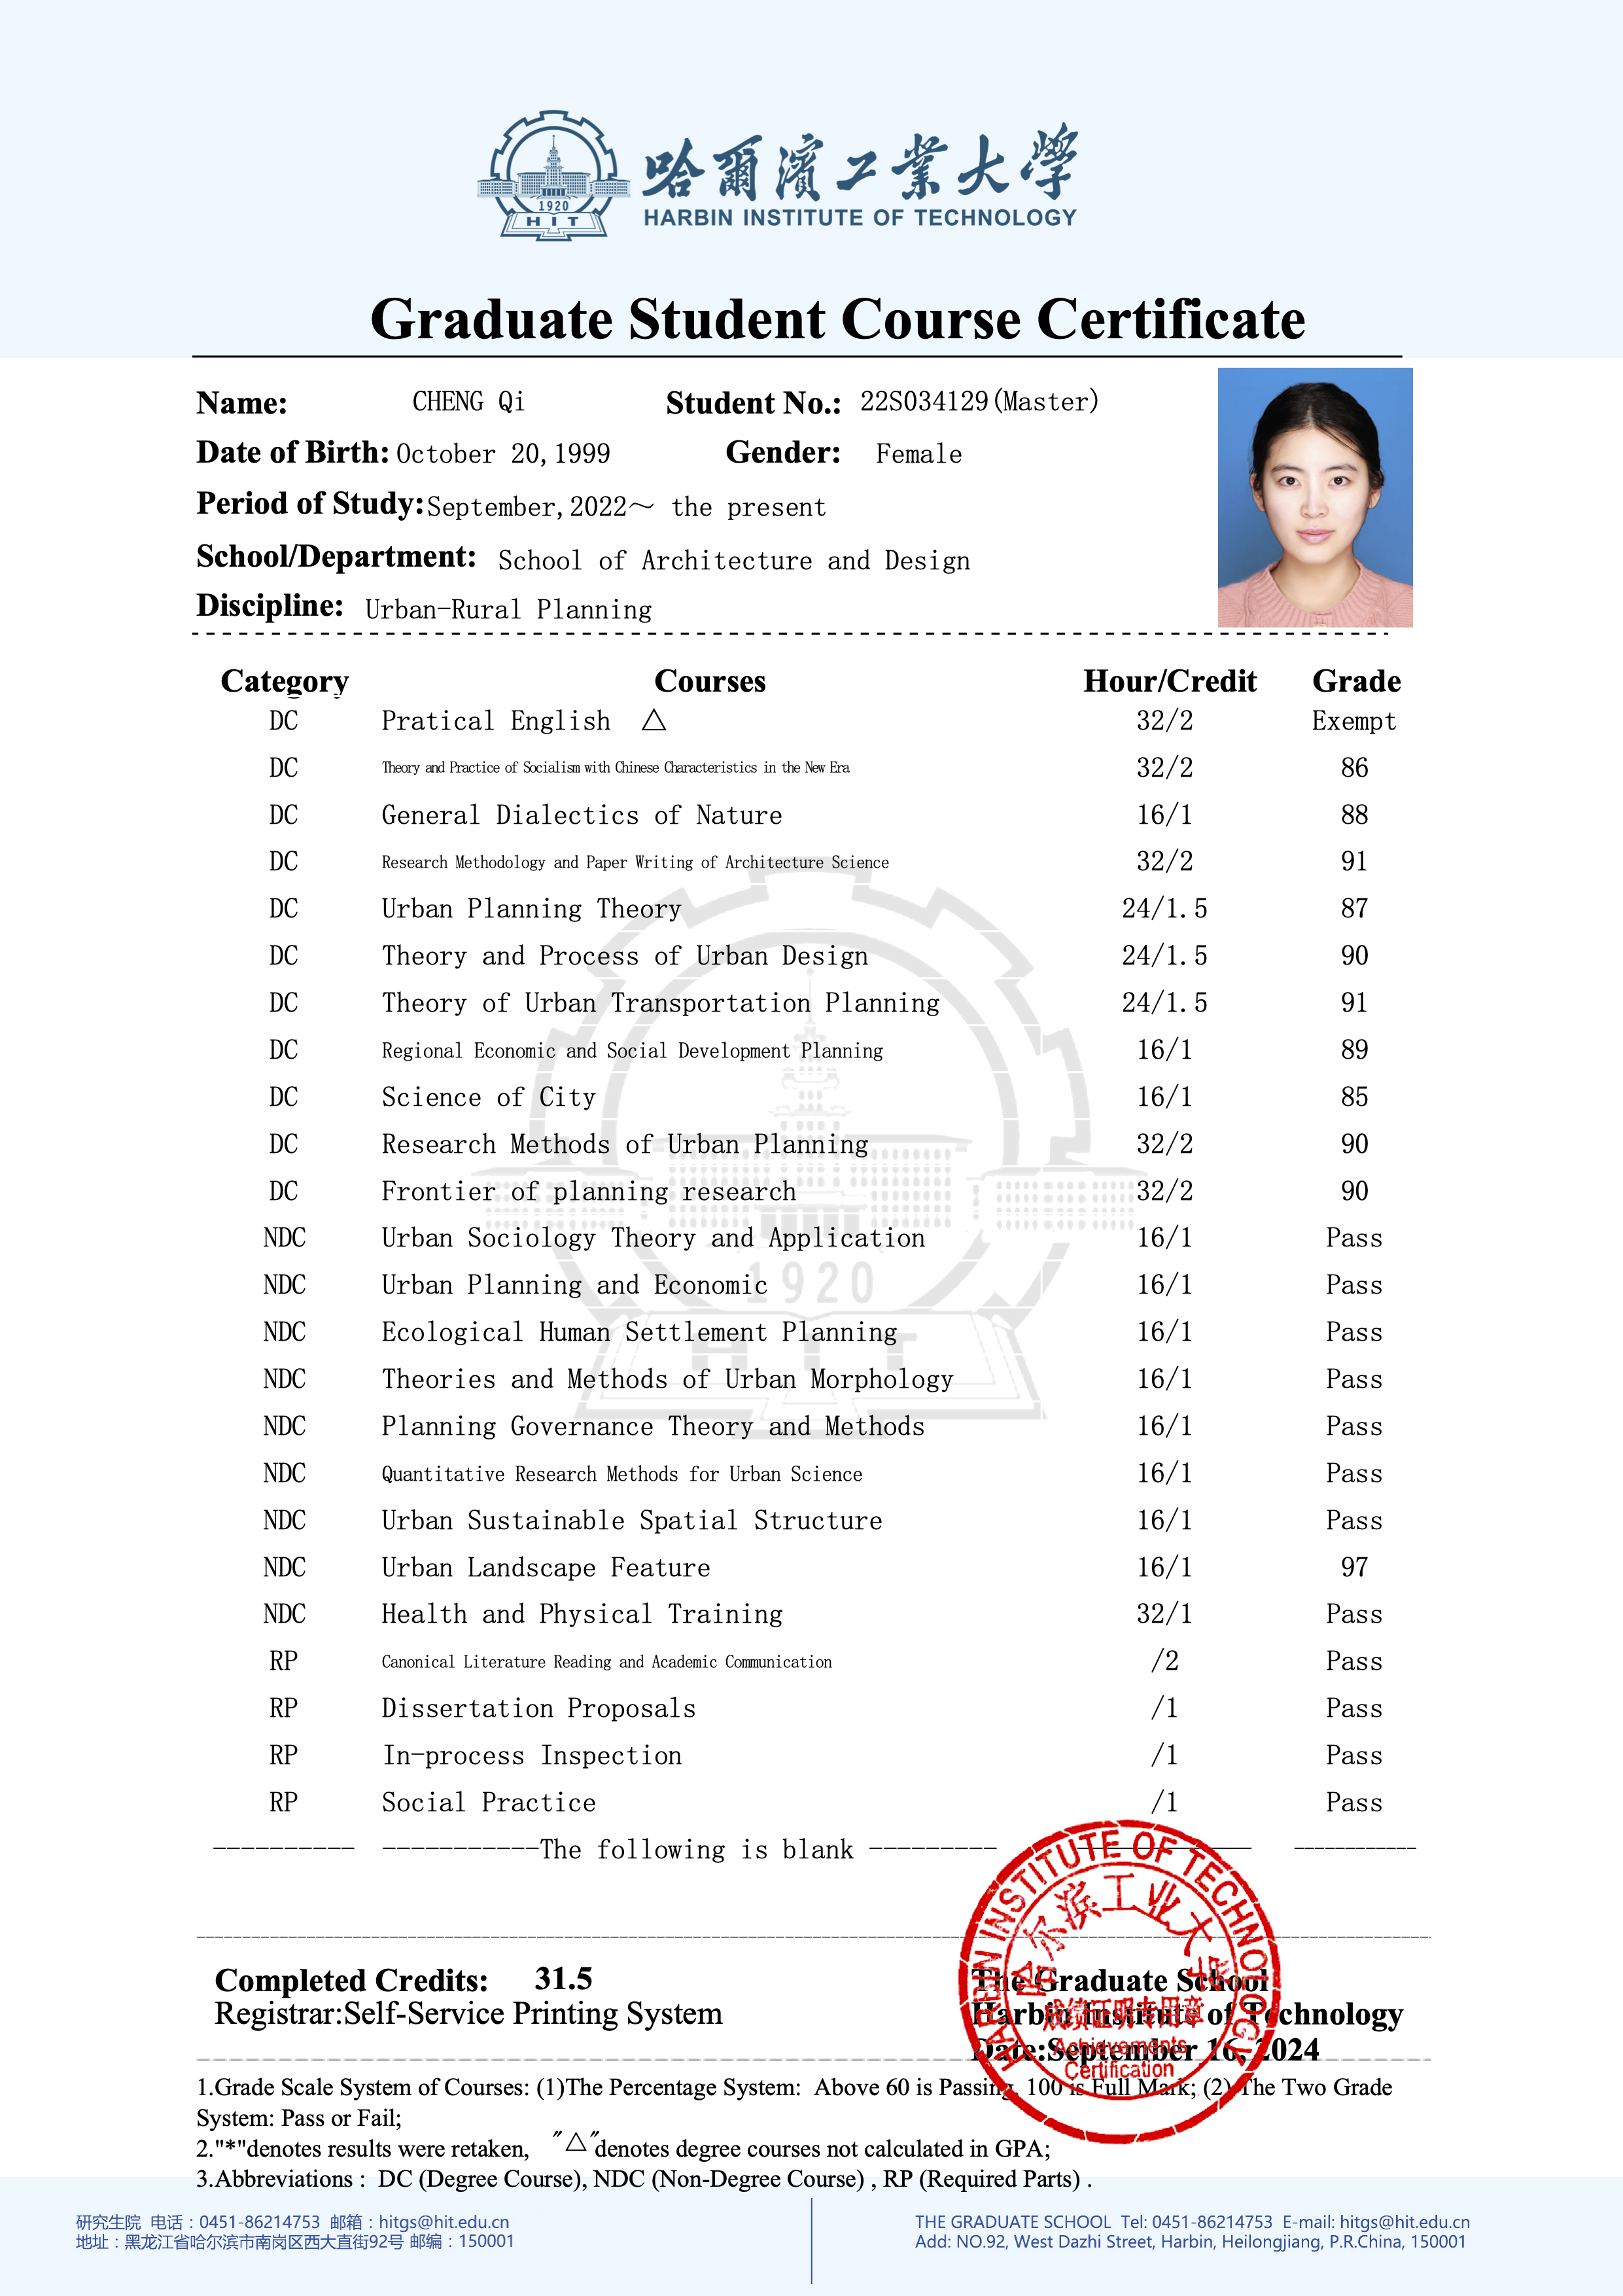 哈爾濱工業大學
HARBIN INSTITUTE OF TECHNOLOGY
1920
HIT
Graduate Student Course Certificate
Name: CHENG Qi Student No.: 22S034129(Master)
Date of Birth: October 20,1999 Gender: Female
Period of Study: September,2022～ the present
School/Department: School of Architecture and Design
Discipline: Urban-Rural Planning
Category Courses Hour/Credit Grade
DC Pratical English △ 32/2 Exempt
DC Theory and Practice of Socialism with Chinese Characteristics in the New Era 32/2 86
DC General Dialectics of Nature 16/1 88
DC Research Methodology and Paper Writing of Architecture Science 32/2 91
DC Urban Planning Theory 24/1.5 87
DC Theory and Process of Urban Design 24/1.5 90
DC Theory of Urban Transportation Planning 24/1.5 91
DC Regional Economic and Social Development Planning 16/1 89
DC Science of City 16/1 85
DC Research Methods of Urban Planning 32/2 90
DC Frontier of planning research 32/2 90
NDC Urban Sociology Theory and Application 16/1 Pass
NDC Urban Planning and Economic 16/1 Pass
1920
NDC Ecological Human Settlement Planning 16/1 Pass
HIT
NDC Theories and Methods of Urban Morphology 16/1 Pass
NDC Planning Governance Theory and Methods 16/1 Pass
NDC Quantitative Research Methods for Urban Science 16/1 Pass
NDC Urban Sustainable Spatial Structure 16/1 Pass
NDC Urban Landscape Feature 16/1 97
NDC Health and Physical Training 32/1 Pass
RP Canonical Literature Reading and Academic Communication /2 Pass
RP Dissertation Proposals /1 Pass
RP In-process Inspection /1 Pass
RP Social Practice /1 Pass
---------- -----------The following is blank --------- ------------
HARBIN INSTITUTE OF TECHNOLOGY
哈尔滨工业大学
成绩证明专用章
Achievements
Certification
Completed Credits: 31.5 The Graduate School
Registrar:Self-Service Printing System Harbin Institute of Technology
Date:September 16, 2024
1.Grade Scale System of Courses: (1)The Percentage System: Above 60 is Passing, 100 is Full Mark; (2) The Two Grade
System: Pass or Fail;
2."*"denotes results were retaken, "△"denotes degree courses not calculated in GPA;
3.Abbreviations : DC (Degree Course), NDC (Non-Degree Course) , RP (Required Parts) .
研究生院 电话：0451-86214753 邮箱：hitgs@hit.edu.cn
地址：黑龙江省哈尔滨市南岗区西大直街92号 邮编：150001
THE GRADUATE SCHOOL Tel: 0451-86214753 E-mail: hitgs@hit.edu.cn
Add: NO.92, West Dazhi Street, Harbin, Heilongjiang, P.R.China, 150001